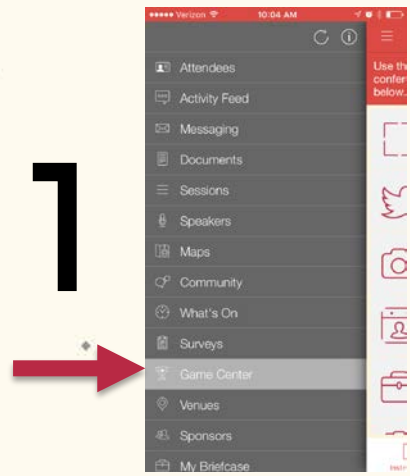 1
Verizon 10:04 AM
Attendees
Activity Feed
Messaging
Documents
Sessions
Speakers
Maps
Community
What's On
Surveys
Game Center
Venues
Sponsors
My Briefcase
Use th
confer
below.